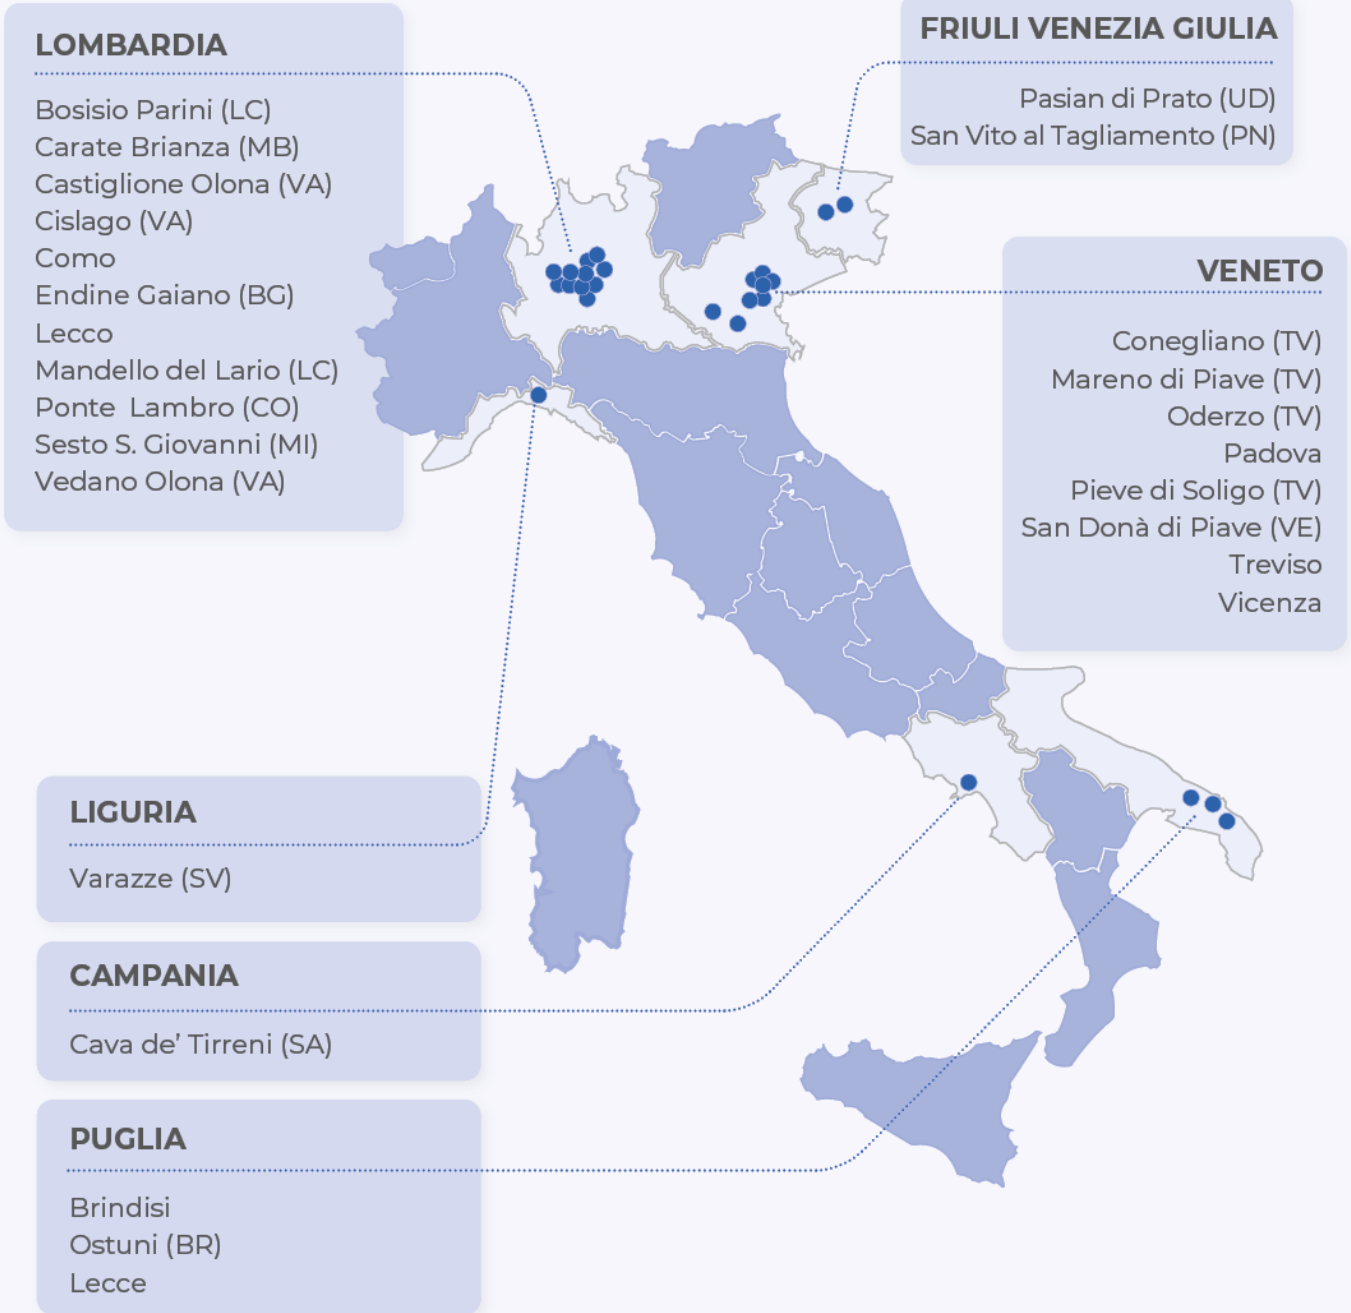 LOMBARDIA
Bosisio Parini (LC)
Carate Brianza (MB)
Castiglione Olona (VA)
Cislago (VA)
Como
Endine Gaiano (BG)
Lecco
Mandello del Lario (LC)
Ponte Lambro (CO)
Sesto S. Giovanni (MI)
Vedano Olona (VA)
FRIULI VENEZIA GIULIA
Pasian di Prato (UD)
San Vito al Tagliamento (PN)
VENETO
Conegliano (TV)
Mareno di Piave (TV)
Oderzo (TV)
Padova
Pieve di Soligo (TV)
San Donà di Piave (VE)
Treviso
Vicenza
LIGURIA
Varazze (SV)
CAMPANIA
Cava de’ Tirreni (SA)
PUGLIA
Brindisi
Ostuni (BR)
Lecce